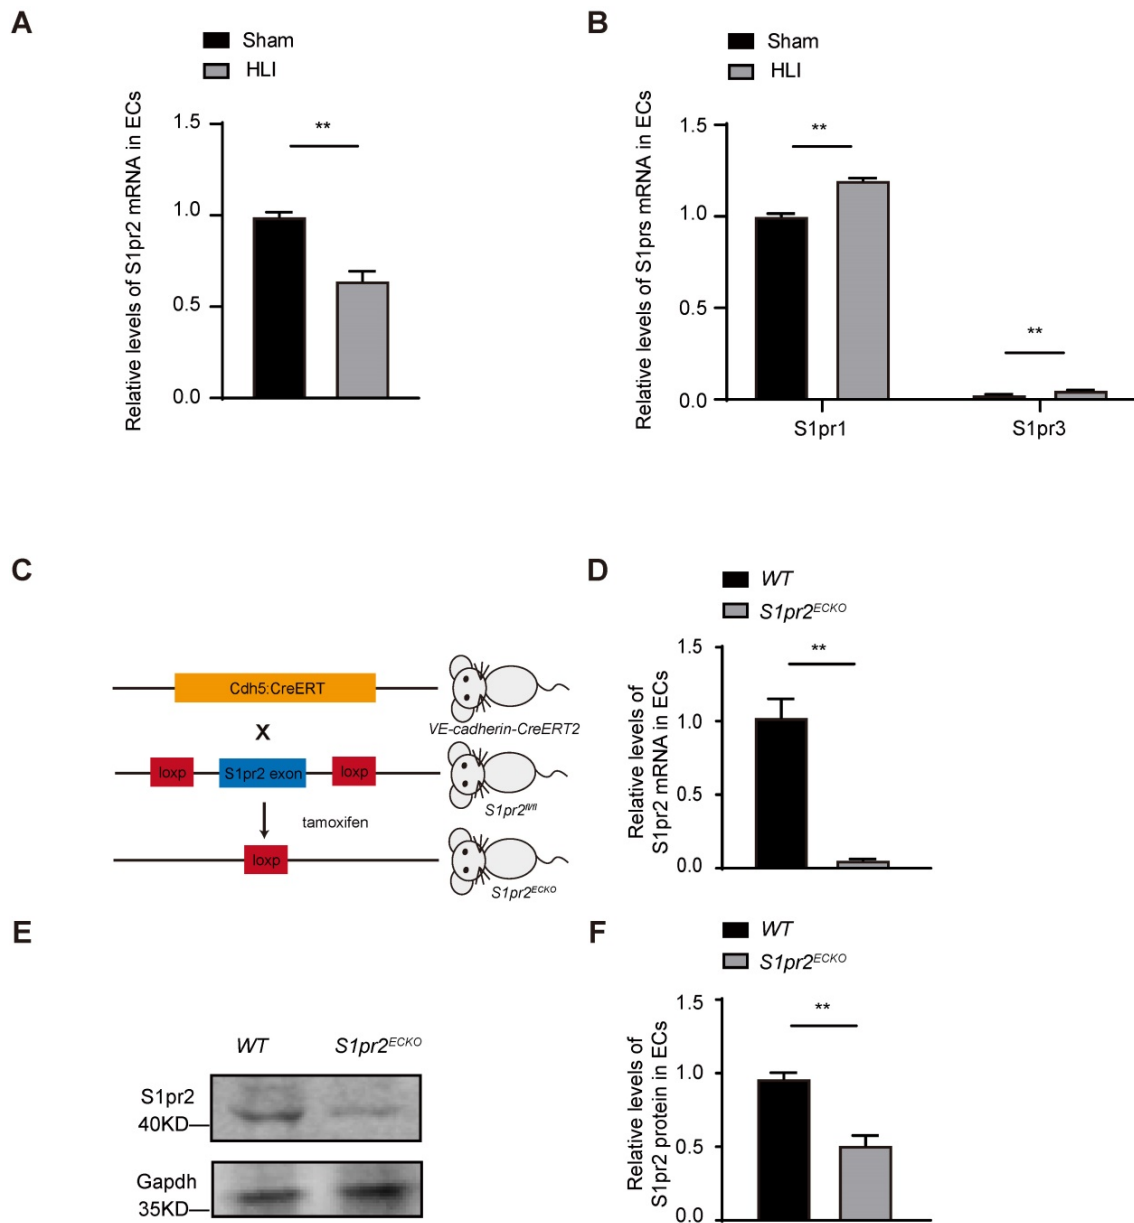 A
Sham
HLI
Relative levels of S1pr2 mRNA in ECs
1.5
1.0
0.5
0.0
**
B
Sham
HLI
Relative levels of S1prs mRNA in ECs
1.5
1.0
0.5
0.0
**
**
S1pr1
S1pr3
C
Cdh5:CreERT
VE-cadherin-CreERT2
X
loxp
S1pr2 exon
loxp
S1pr2fl/fl
tamoxifen
loxp
S1pr2ECKO
D
WT
S1pr2ECKO
Relative levels of
S1pr2 mRNA in ECs
1.5
1.0
0.5
0.0
**
E
WT
S1pr2ECKO
S1pr2
40KD
Gapdh
35KD
F
WT
S1pr2ECKO
Relative levels of
S1pr2 protein in ECs
1.5
1.0
0.5
0.0
**